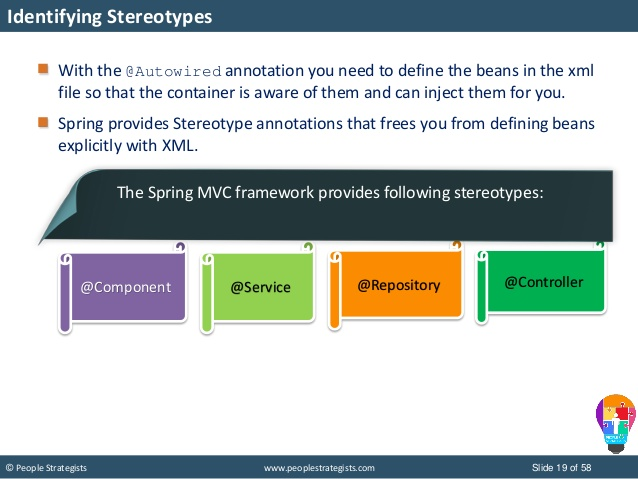 Identifying Stereotypes
With the @Autowired annotation you need to define the beans in the xml
file so that the container is aware of them and can inject them for you.
Spring provides Stereotype annotations that frees you from defining beans
explicitly with XML.
The Spring MVC framework provides following stereotypes:
@Component
@Service
@Repository
@Controller
© People Strategists
www.peoplestrategists.com
Slide 19 of 58